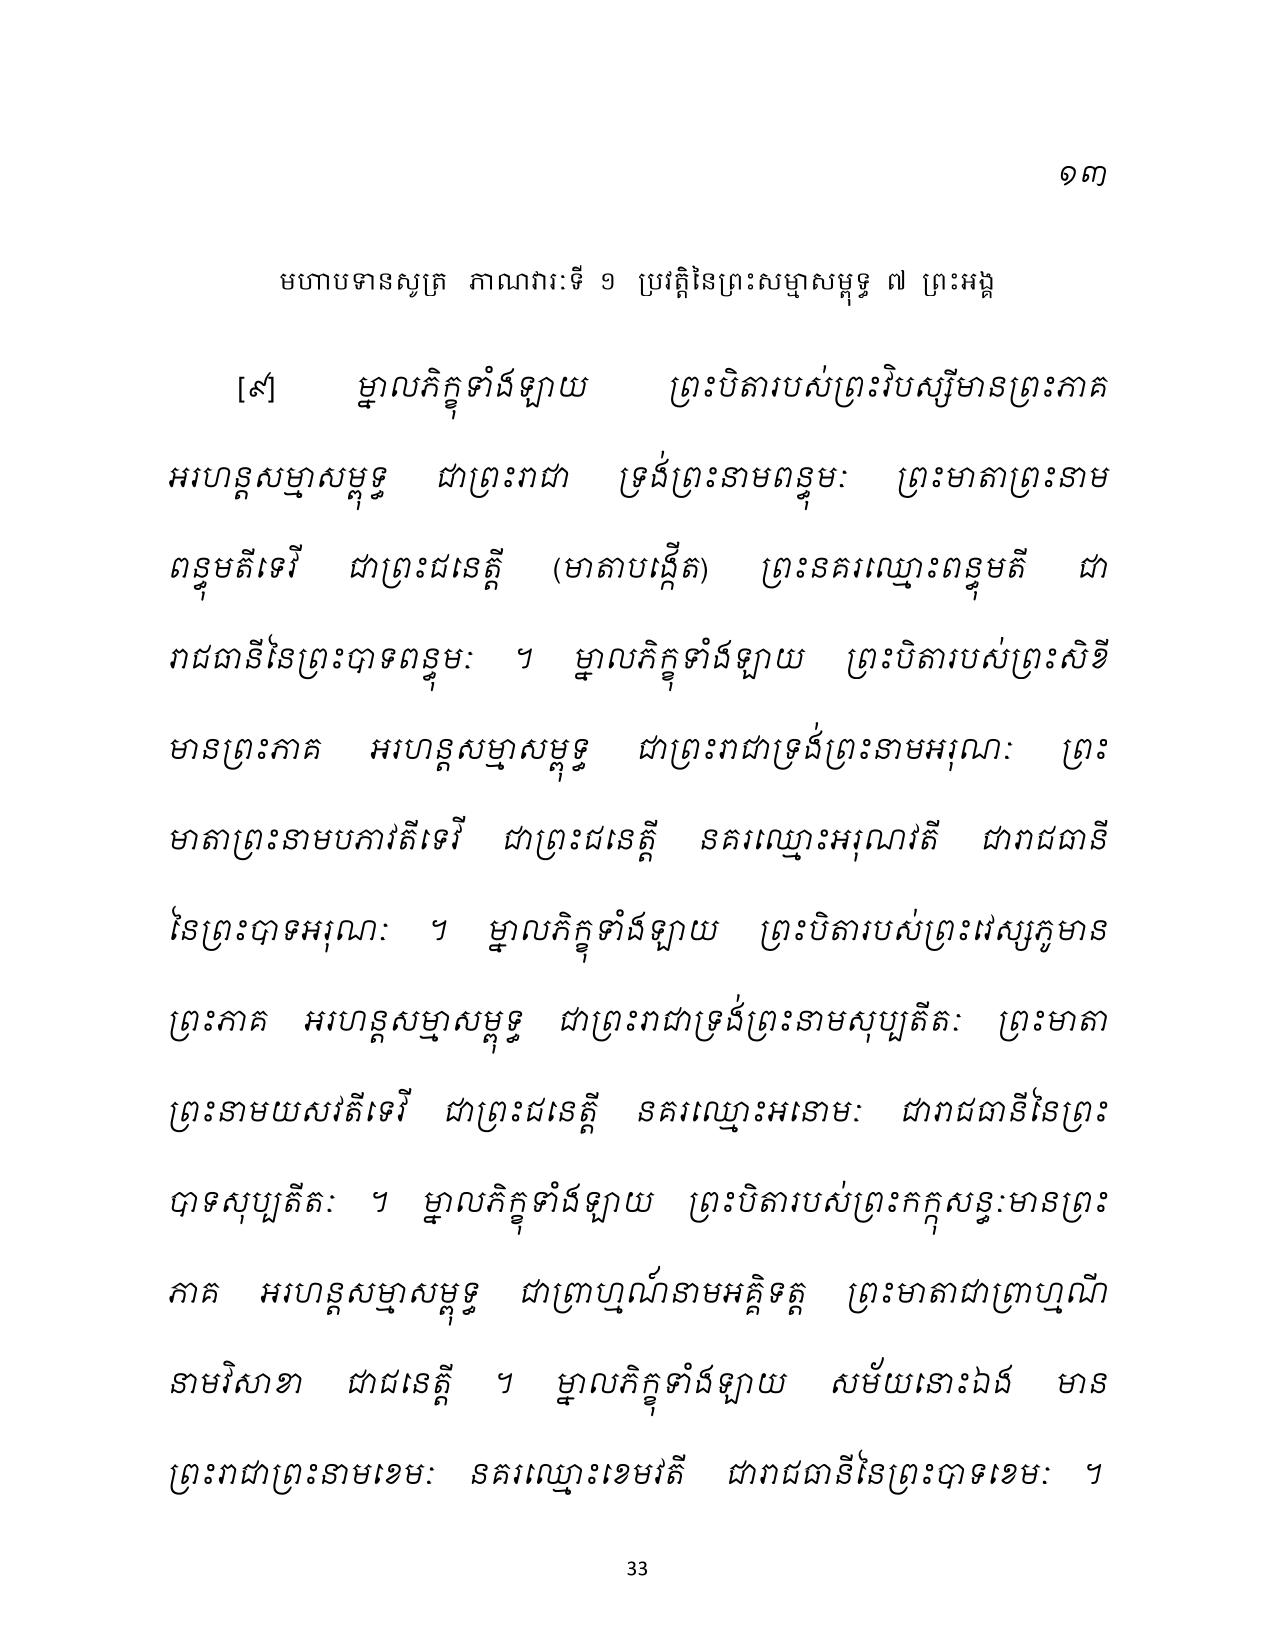 ១៣
មហាបទានសូត្រ ភាណវារៈទី ១ ប្រវត្តិនៃព្រះសម្មាសម្ពុទ្ធ ៧ ព្រះអង្គ
[៩] ម្នាលភិក្ខុទាំងឡាយ ព្រះបិតារបស់ព្រះវិបស្សីមានព្រះភាគ
អរហន្តសម្មាសម្ពុទ្ធ ជាព្រះរាជា ទ្រង់ព្រះនាមពន្ធុមៈ ព្រះមាតាព្រះនាម
ពន្ធុមតីទេវី ជាព្រះជនេត្តី (មាតាបង្កើត) ព្រះនគរឈ្មោះពន្ធុមតី ជា
រាជធានីនៃព្រះបាទពន្ធុមៈ ។ ម្នាលភិក្ខុទាំងឡាយ ព្រះបិតារបស់ព្រះសិខី
មានព្រះភាគ អរហន្តសម្មាសម្ពុទ្ធ ជាព្រះរាជាទ្រង់ព្រះនាមអរុណៈ ព្រះ
មាតាព្រះនាមបភាវតីទេវី ជាព្រះជនេត្តី នគរឈ្មោះអរុណវតី ជារាជធានី
នៃព្រះបាទអរុណៈ ។ ម្នាលភិក្ខុទាំងឡាយ ព្រះបិតារបស់ព្រះវេស្សភូមាន
ព្រះភាគ អរហន្តសម្មាសម្ពុទ្ធ ជាព្រះរាជាទ្រង់ព្រះនាមសុប្បតីតៈ ព្រះមាតា
ព្រះនាមយសវតីទេវី ជាព្រះជនេត្តី នគរឈ្មោះអនោមៈ ជារាជធានីនៃព្រះ
បាទសុប្បតីតៈ ។ ម្នាលភិក្ខុទាំងឡាយ ព្រះបិតារបស់ព្រះកក្កុសន្ធៈមានព្រះ
ភាគ អរហន្តសម្មាសម្ពុទ្ធ ជាព្រាហ្មណ៍នាមអគ្គិទត្ត ព្រះមាតាជាព្រាហ្មណី
នាមវិសាខា ជាជនេត្តី ។ ម្នាលភិក្ខុទាំងឡាយ សម័យនោះឯង មាន
ព្រះរាជាព្រះនាមខេមៈ នគរឈ្មោះខេមវតី ជារាជធានីនៃព្រះបាទខេមៈ ។
33